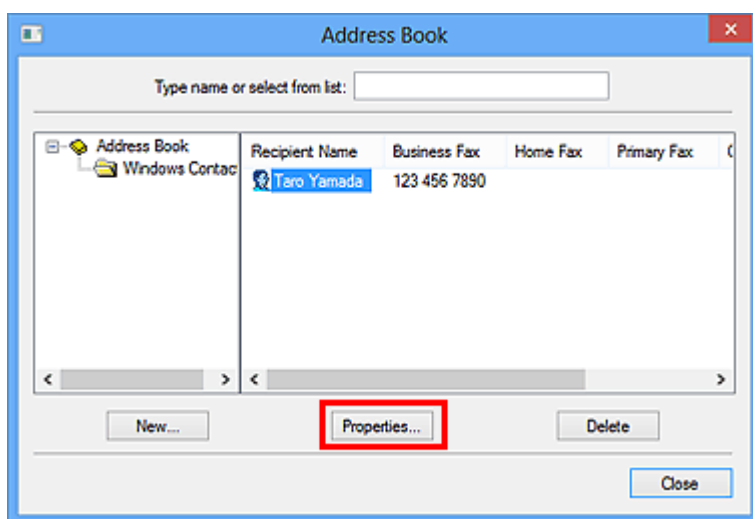 Address Book
Type name or select from list:
Address Book
Windows Contac
Recipient Name Business Fax Home Fax Primary Fax
Taro Yamada 123 456 7890
New... Properties... Delete
Close